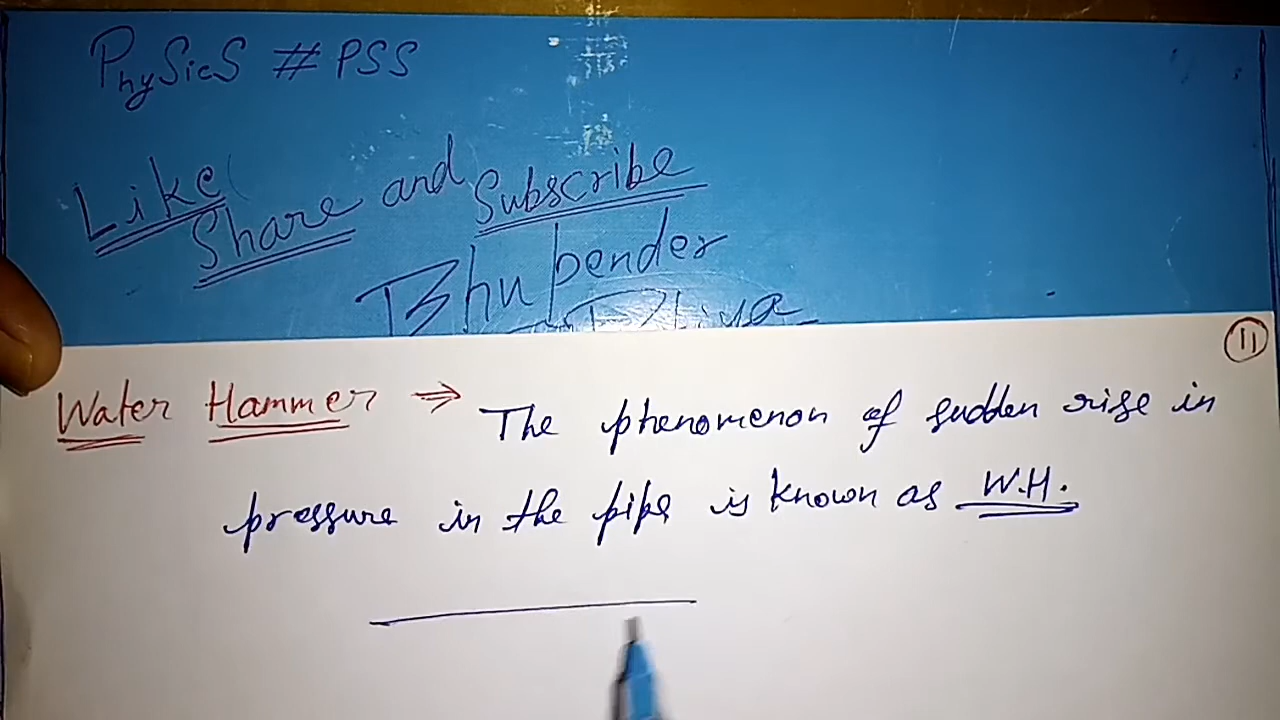 Physics # PSS
Like
Share and Subscribe
Bhupender
11
Water Hammer ⇒ The phenomenon of sudden rise in
pressure in the pipe is known as W.H.